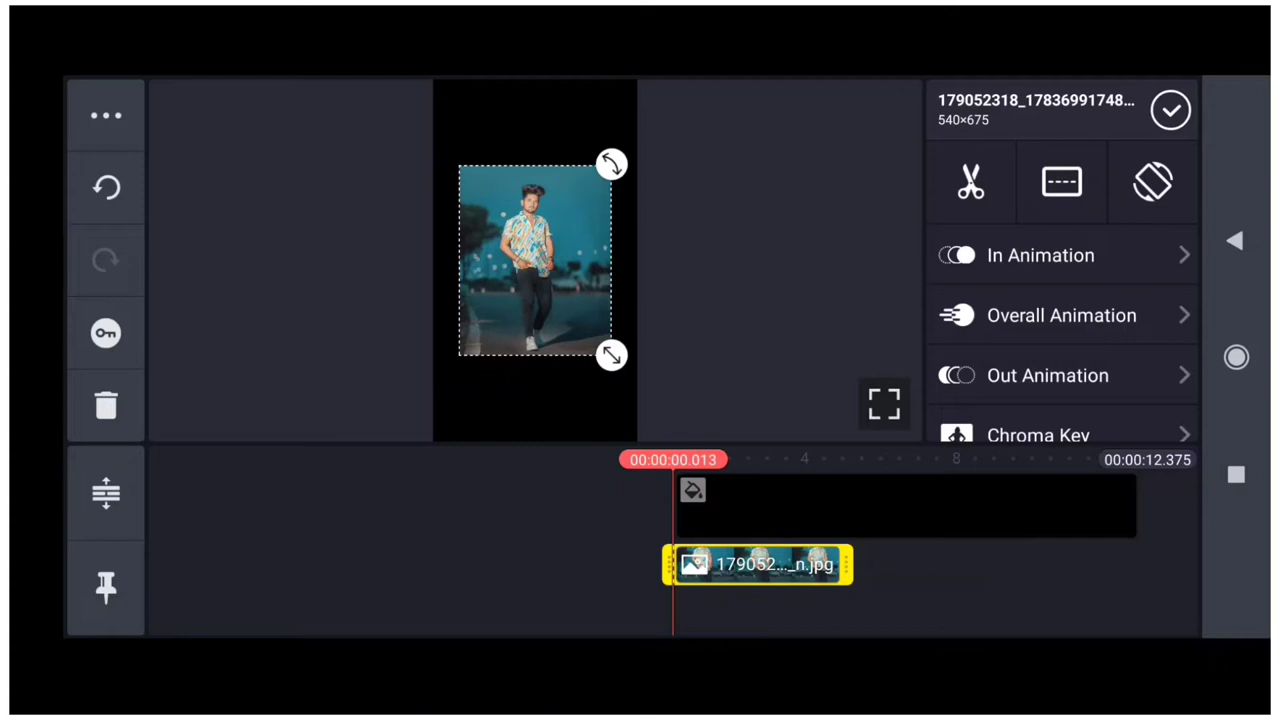 179052318_17836991748...
540×675
In Animation
Overall Animation
Out Animation
Chroma Key
00:00:00.013
4
8
00:00:12.375
179052..._n.jpg